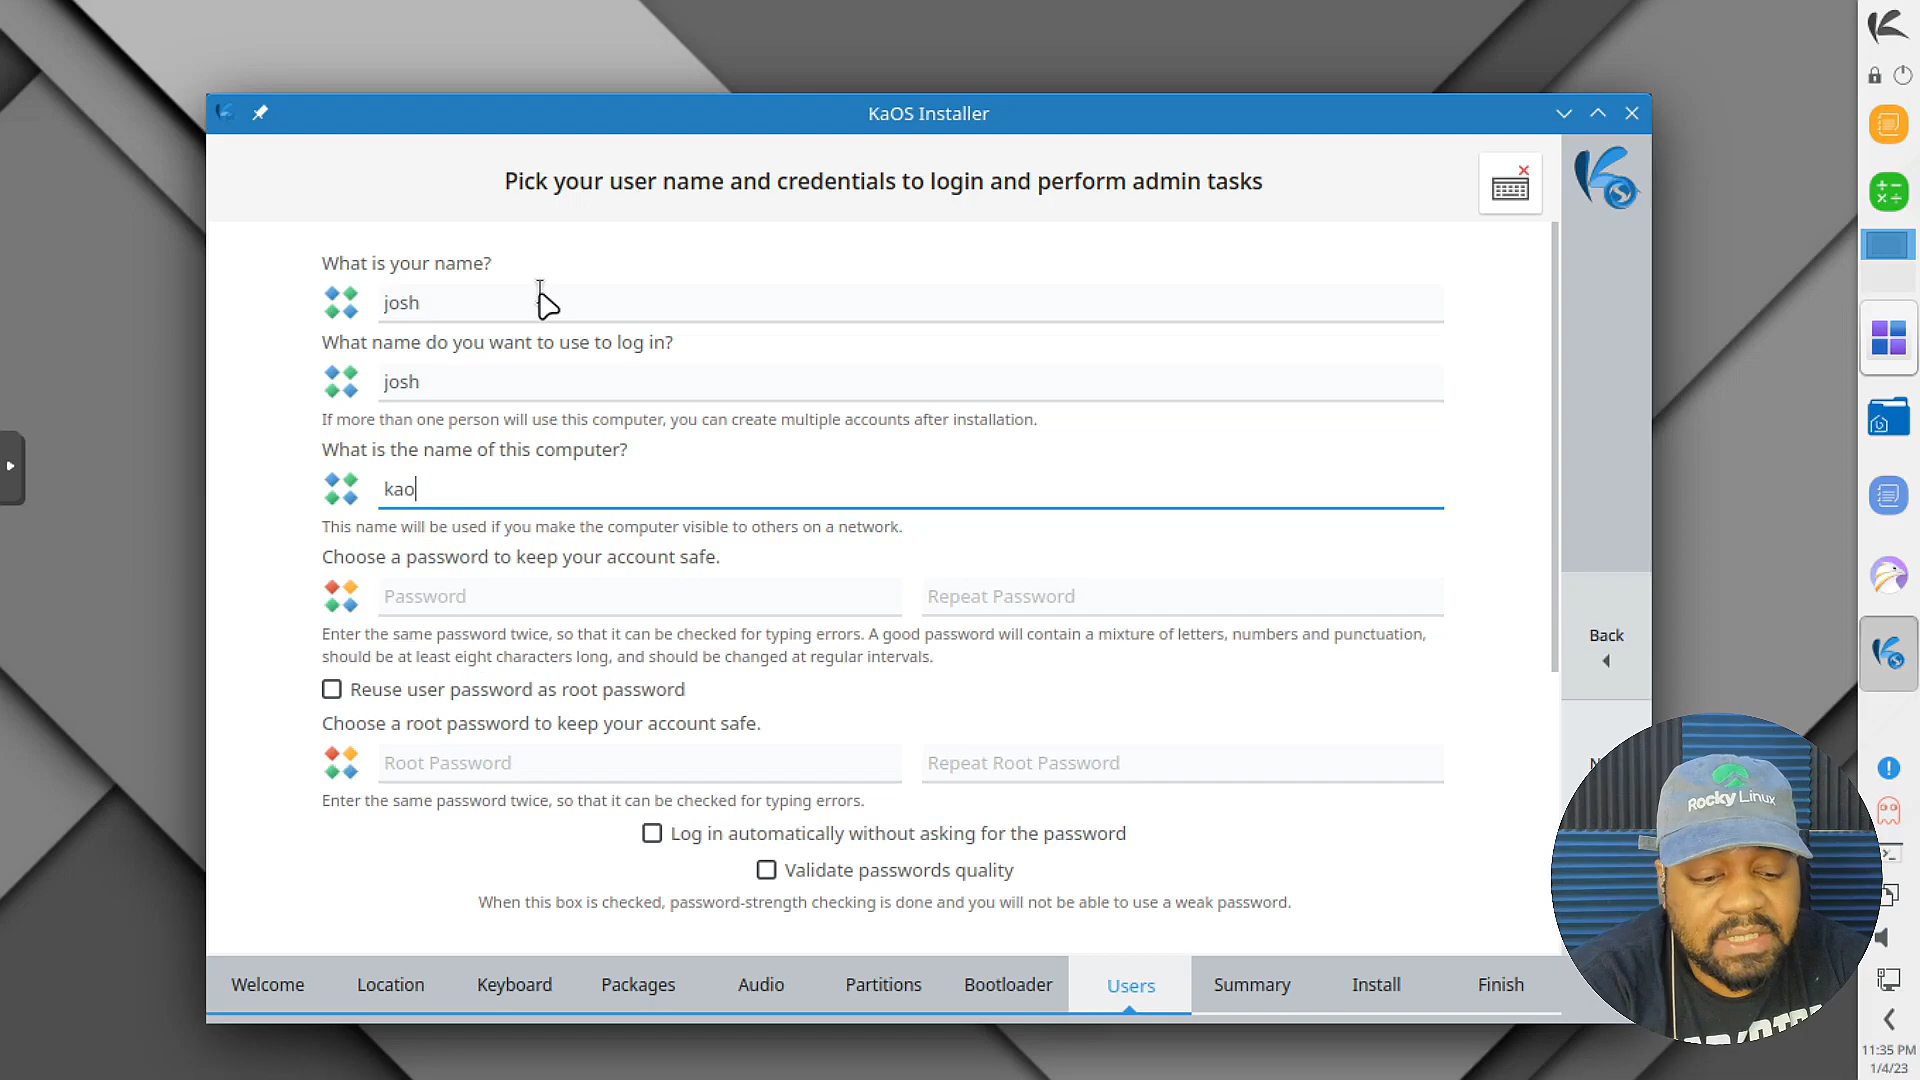 KaOS Installer
Pick your user name and credentials to login and perform admin tasks
What is your name?
josh
What name do you want to use to log in?
josh
If more than one person will use this computer, you can create multiple accounts after installation.
What is the name of this computer?
kao
This name will be used if you make the computer visible to others on a network.
Choose a password to keep your account safe.
Password
Repeat Password
Enter the same password twice, so that it can be checked for typing errors. A good password will contain a mixture of letters, numbers and punctuation,
should be at least eight characters long, and should be changed at regular intervals.
Reuse user password as root password
Choose a root password to keep your account safe.
Root Password
Repeat Root Password
Enter the same password twice, so that it can be checked for typing errors.
Log in automatically without asking for the password
Validate passwords quality
When this box is checked, password-strength checking is done and you will not be able to use a weak password.
Back
Rocky Linux
Welcome
Location
Keyboard
Packages
Audio
Partitions
Bootloader
Users
Summary
Install
Finish
11:35 PM
1/4/23